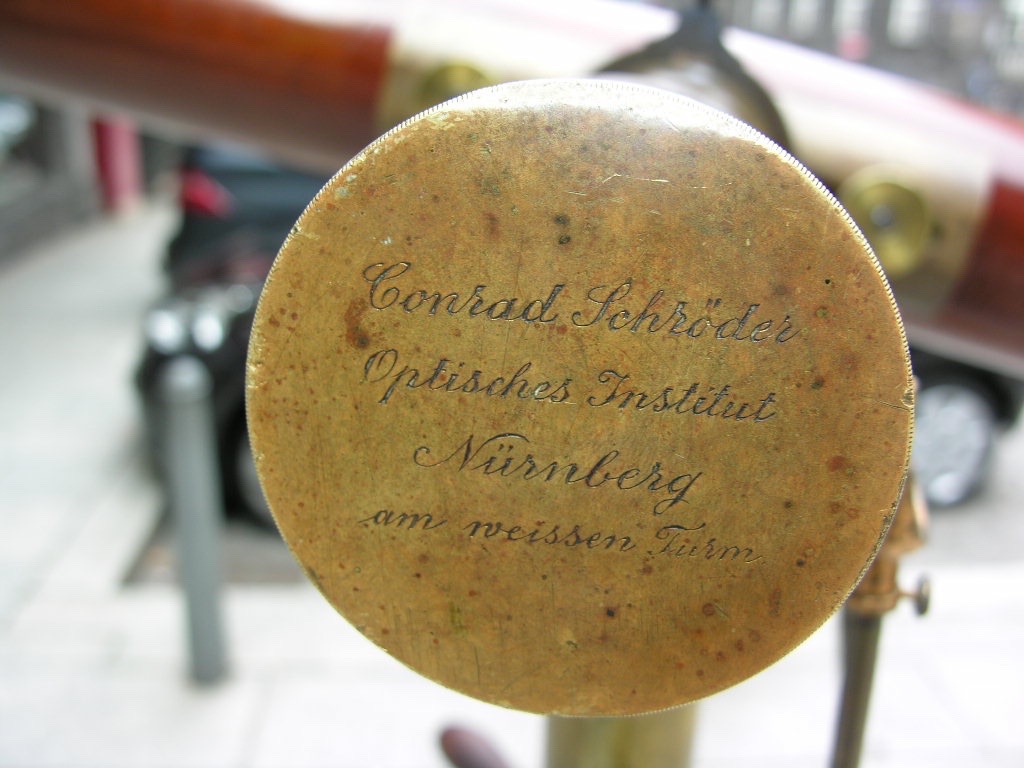 Conrad Schröder
Optisches Institut
Nürnberg
am weissen Turm.